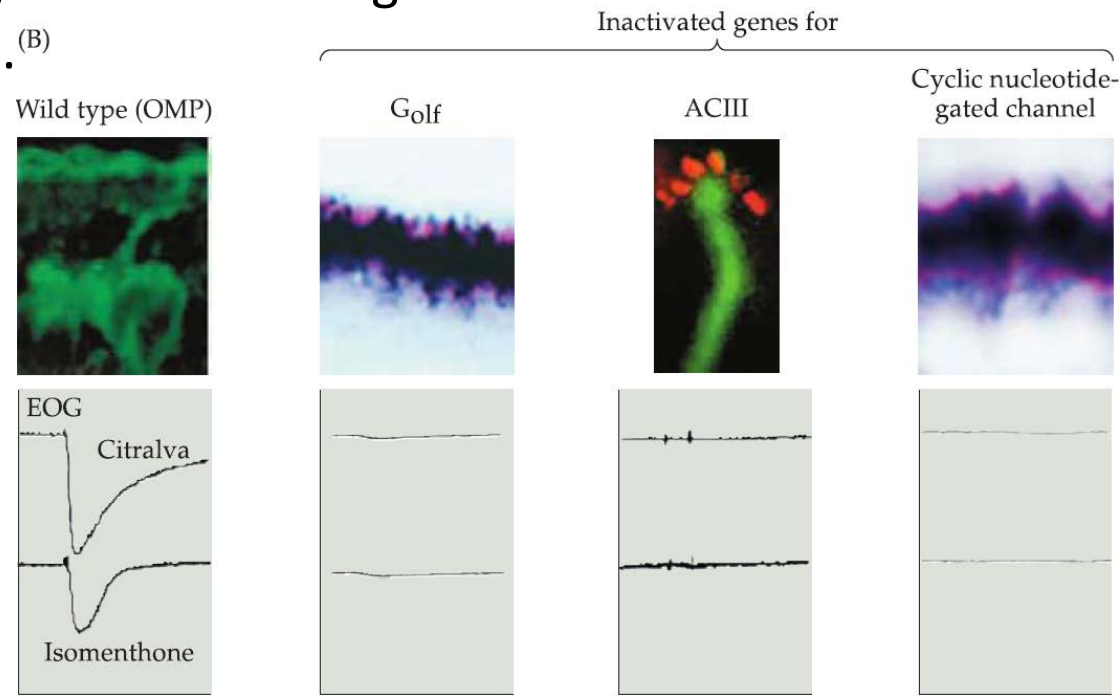 Inactivated genes for
(B)
Wild type (OMP)
Golf
ACIII
Cyclic nucleotide-
gated channel
EOG
Citralva
Isomenthone